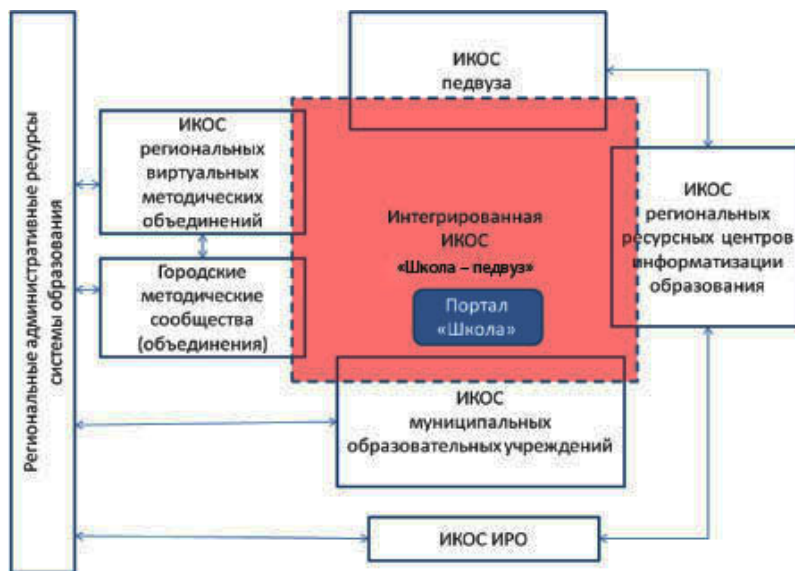 Региональные административные ресурсы
системы образования
ИКОС
педвуза
ИКОС
региональных
виртуальных
методических
объединений
Городские
методические
сообщества
(объединения)
Интегрированная
ИКОС
«Школа – педвуз»
Портал
«Школа»
ИКОС
региональных
ресурсных центров
информатизации
образования
ИКОС
муниципальных
образовательных учреждений
ИКОС ИРО